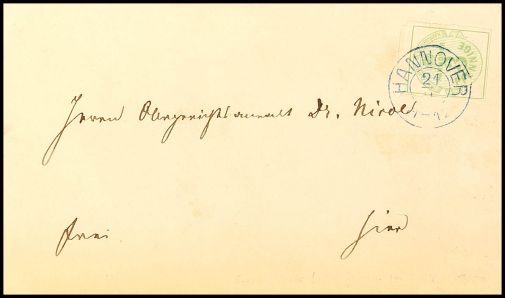 HANNOVER
21
Herrn Obergerichtsanwalt Dr. Nicol
frei
hier